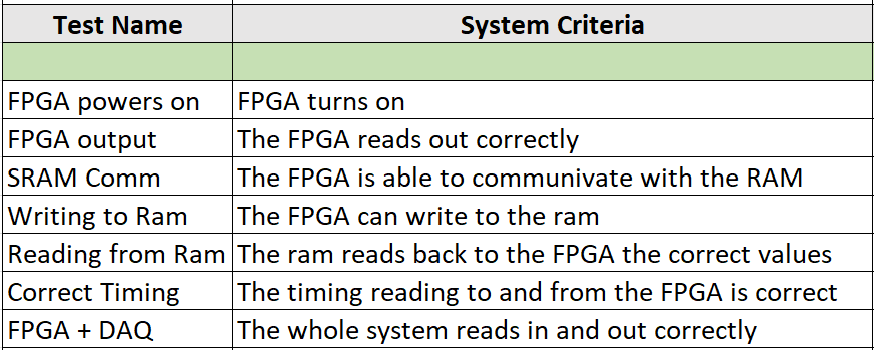 Test Name System Criteria
FPGA powers on FPGA turns on
FPGA output The FPGA reads out correctly
SRAM Comm The FPGA is able to communivate with the RAM
Writing to Ram The FPGA can write to the ram
Reading from Ram The ram reads back to the FPGA the correct values
Correct Timing The timing reading to and from the FPGA is correct
FPGA + DAQ The whole system reads in and out correctly